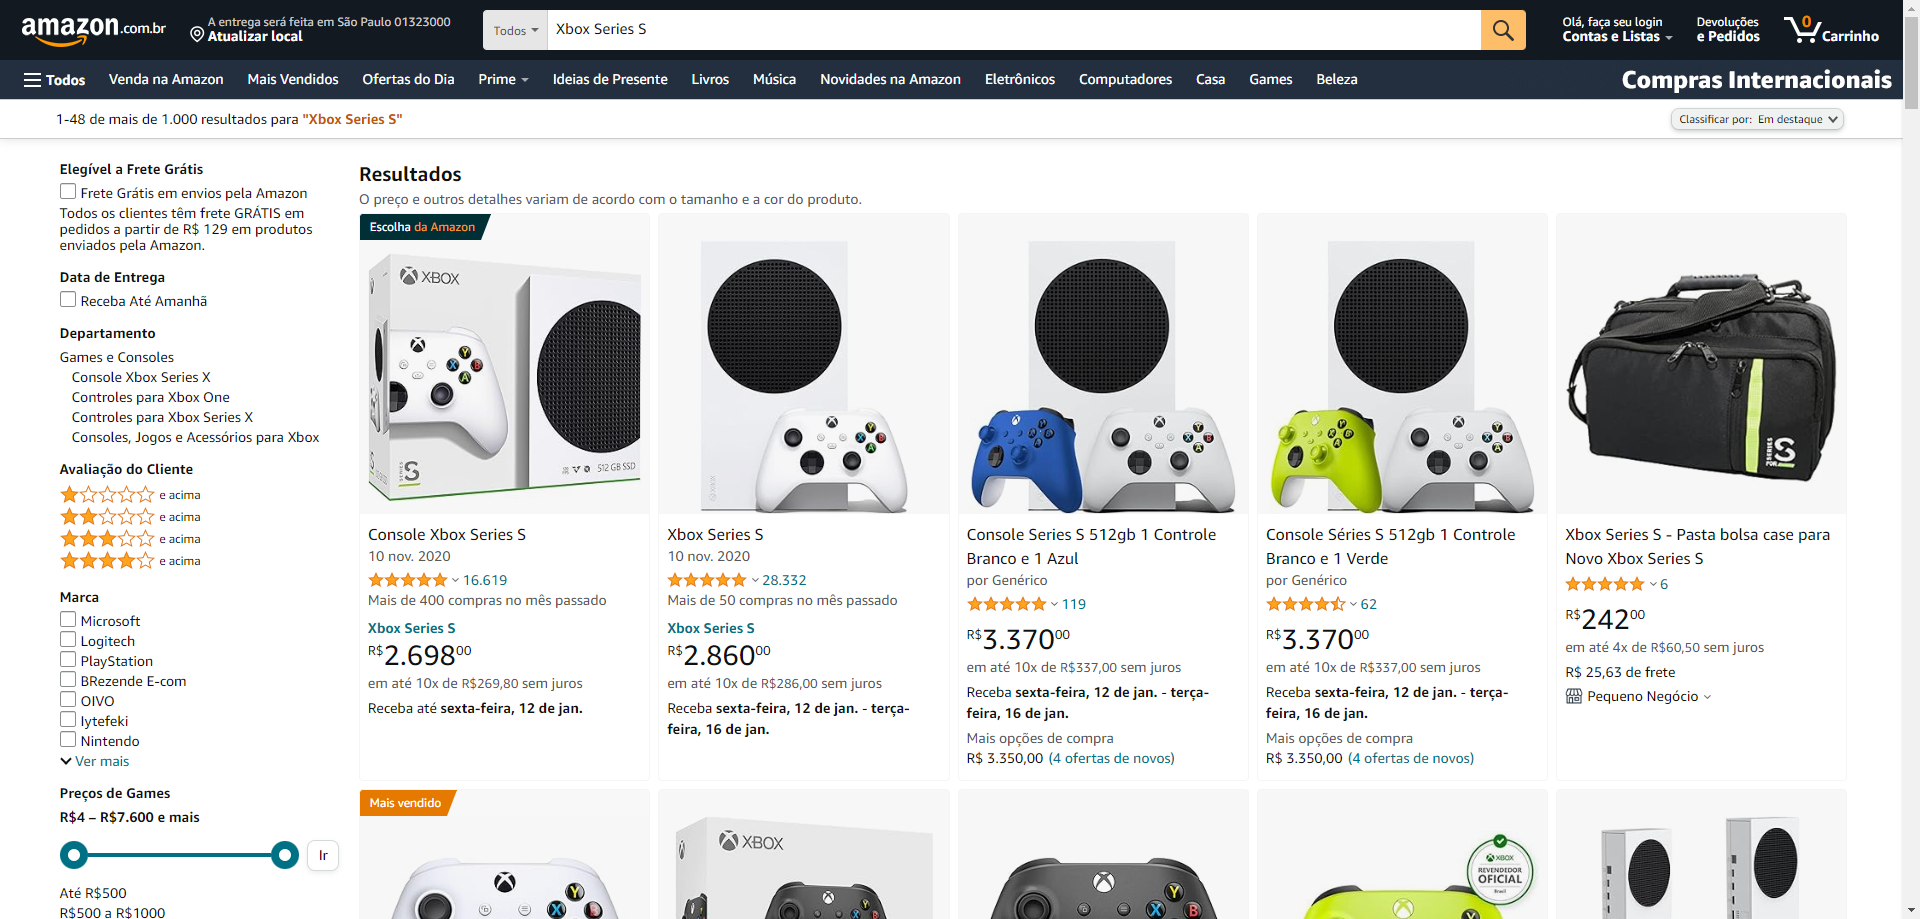 amazon.com.br
A entrega será feita em São Paulo 01323000
Atualizar local
Todos
Xbox Series S
Olá, faça seu login
Contas e Listas
Devoluções
e Pedidos
0
Carrinho
Todos
Venda na Amazon
Mais Vendidos
Ofertas do Dia
Prime
Ideias de Presente
Livros
Música
Novidades na Amazon
Eletrônicos
Computadores
Casa
Games
Beleza
Compras Internacionais
1-48 de mais de 1.000 resultados para "Xbox Series S"
Classificar por: Em destaque
Elegível a Frete Grátis
Frete Grátis em envios pela Amazon
Todos os clientes têm frete GRÁTIS em
pedidos a partir de R$ 129 em produtos
enviados pela Amazon.
Data de Entrega
Receba Até Amanhã
Departamento
Games e Consoles
Console Xbox Series X
Controles para Xbox One
Controles para Xbox Series X
Consoles, Jogos e Acessórios para Xbox
Avaliação do Cliente
e acima
e acima
e acima
e acima
Marca
Microsoft
Logitech
PlayStation
BRezende E-com
OIVO
Iytefeki
Nintendo
Ver mais
Preços de Games
R$4 – R$7.600 e mais
Ir
Até R$500
R$500 a R$1000
Resultados
O preço e outros detalhes variam de acordo com o tamanho e a cor do produto.
Escolha da Amazon
XBOX
SERIES S
512 GB SSD
Console Xbox Series S
10 nov. 2020
16.619
Mais de 400 compras no mês passado
Xbox Series S
R$2.69800
em até 10x de R$269,80 sem juros
Receba até sexta-feira, 12 de jan.
Xbox Series S
10 nov. 2020
28.332
Mais de 50 compras no mês passado
Xbox Series S
R$2.86000
em até 10x de R$286,00 sem juros
Receba sexta-feira, 12 de jan. - terça-
feira, 16 de jan.
Console Series S 512gb 1 Controle
Branco e 1 Azul
por Genérico
119
R$3.37000
em até 10x de R$337,00 sem juros
Receba sexta-feira, 12 de jan. - terça-
feira, 16 de jan.
Mais opções de compra
R$ 3.350,00 (4 ofertas de novos)
Console Séries S 512gb 1 Controle
Branco e 1 Verde
por Genérico
62
R$3.37000
em até 10x de R$337,00 sem juros
Receba sexta-feira, 12 de jan. - terça-
feira, 16 de jan.
Mais opções de compra
R$ 3.350,00 (4 ofertas de novos)
FOR SERIES S
Xbox Series S - Pasta bolsa case para
Novo Xbox Series S
6
R$24200
em até 4x de R$60,50 sem juros
R$ 25,63 de frete
Pequeno Negócio
Mais vendido
Y
X
B
XBOX
Y
X
B
XBOX
REVENDEDOR
OFICIAL
Brasil